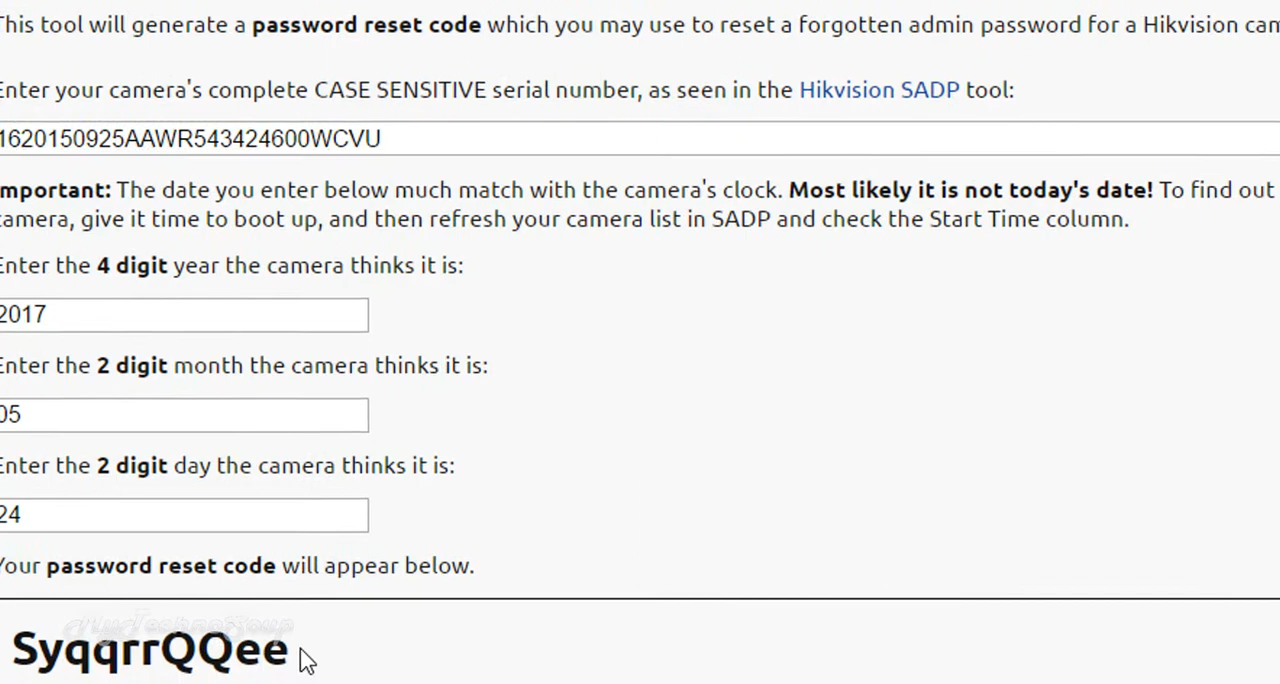 This tool will generate a password reset code which you may use to reset a forgotten admin password for a Hikvision cam
Enter your camera's complete CASE SENSITIVE serial number, as seen in the Hikvision SADP tool:
1620150925AAWR543424600WCVU
mportant: The date you enter below much match with the camera's clock. Most likely it is not today's date! To find out
camera, give it time to boot up, and then refresh your camera list in SADP and check the Start Time column.
Enter the 4 digit year the camera thinks it is:
2017
Enter the 2 digit month the camera thinks it is:
05
Enter the 2 digit day the camera thinks it is:
24
Your password reset code will appear below.
SyqqrrQQee